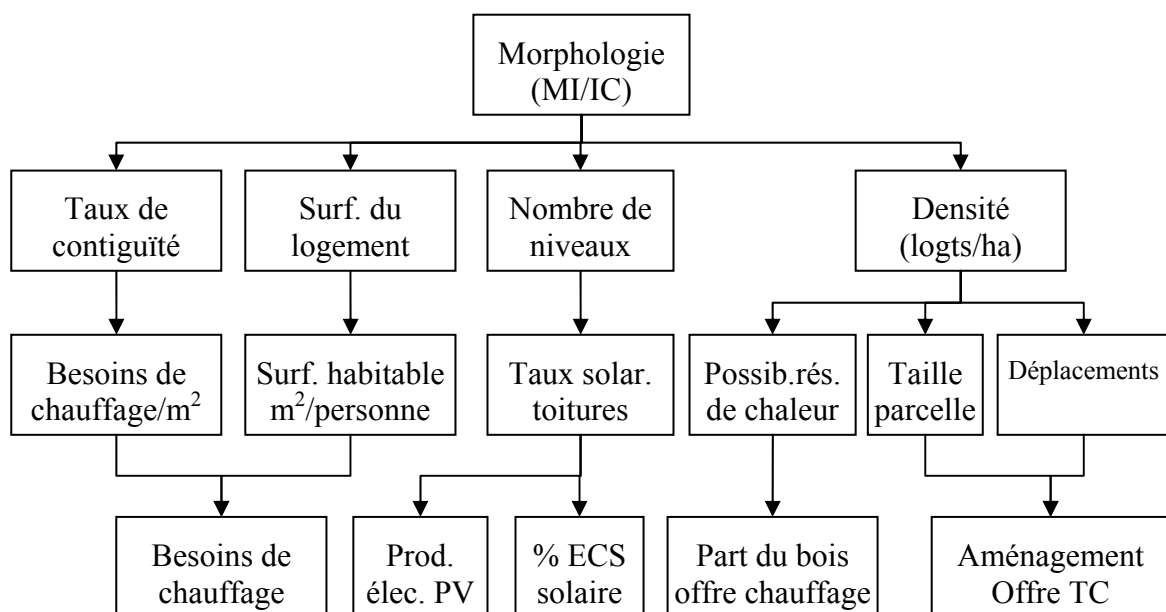 Morphologie
(MI/IC)
Taux de
contiguïté
Surf. du
logement
Nombre de
niveaux
Densité
(logts/ha)
Besoins de
chauffage/m²
Surf. habitable
m²/personne
Taux solar.
toitures
Possib.rés.
de chaleur
Taille
parcelle
Déplacements
Besoins de
chauffage
Prod.
élec. PV
% ECS
solaire
Part du bois
offre chauffage
Aménagement
Offre TC